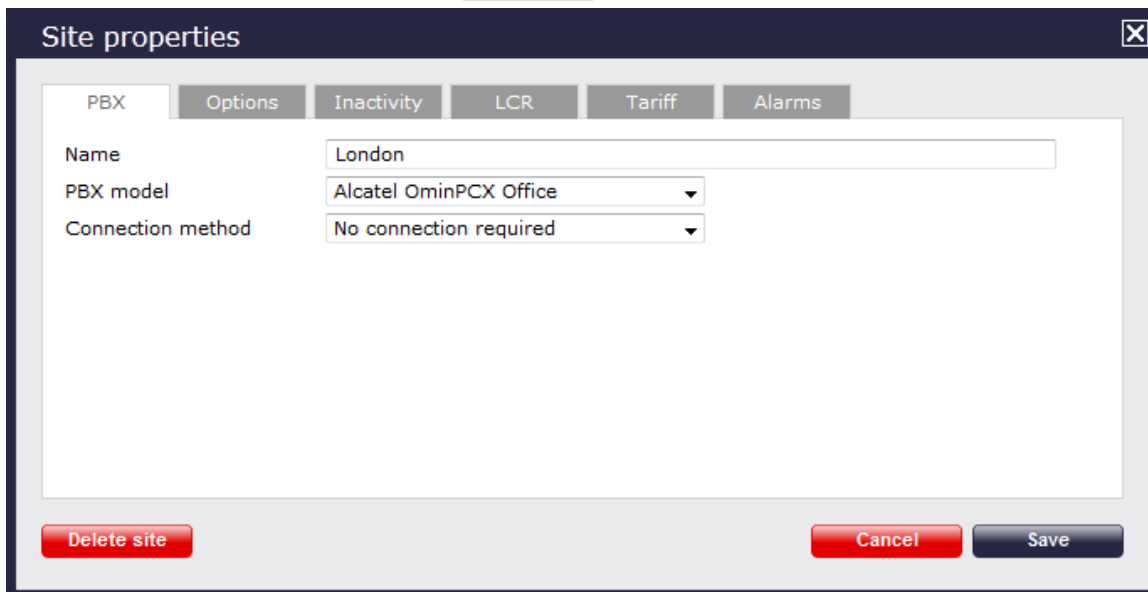 Site properties
PBX Options Inactivity LCR Tariff Alarms
Name London
PBX model Alcatel OminPCX Office
Connection method No connection required
Delete site Cancel Save